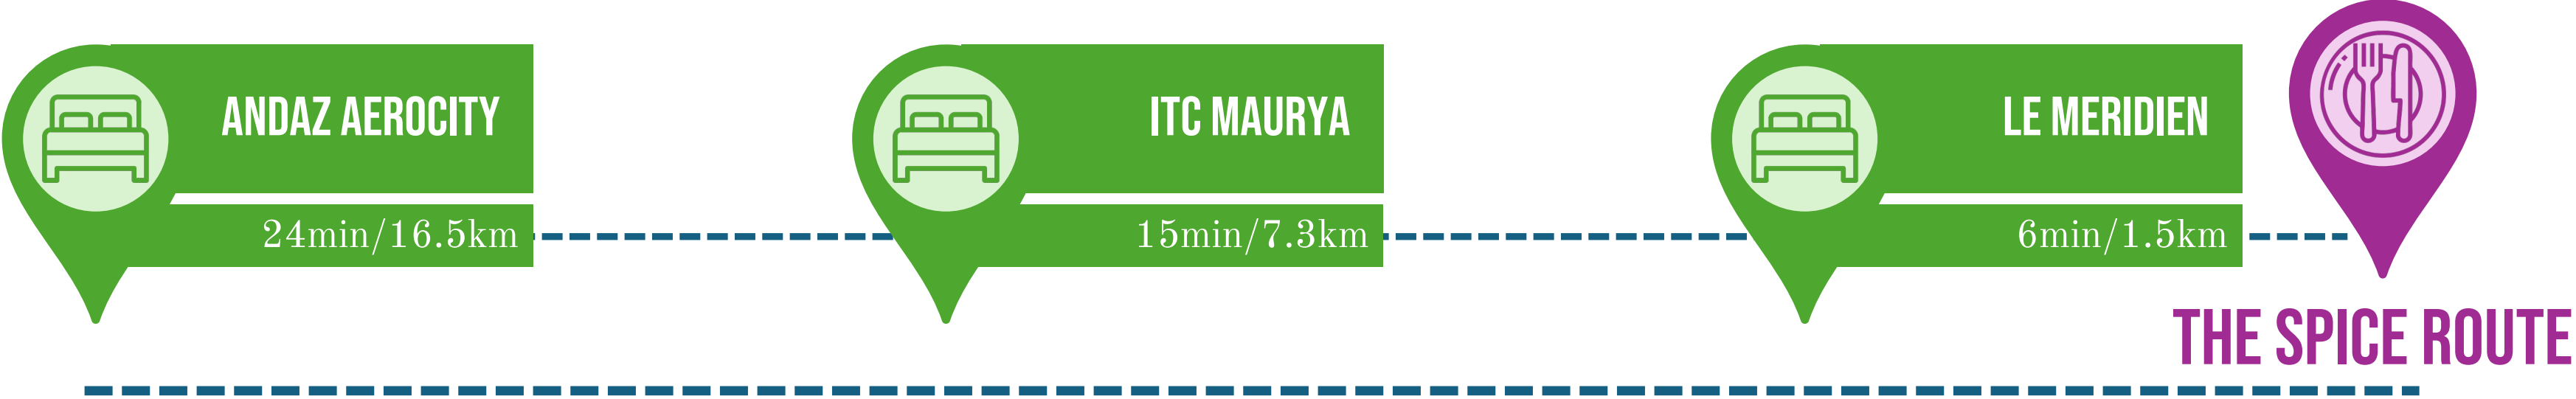 ANDAZ AEROCITY
24min/16.5km
ITC MAURYA
15min/7.3km
LE MERIDIEN
6min/1.5km
THE SPICE ROUTE